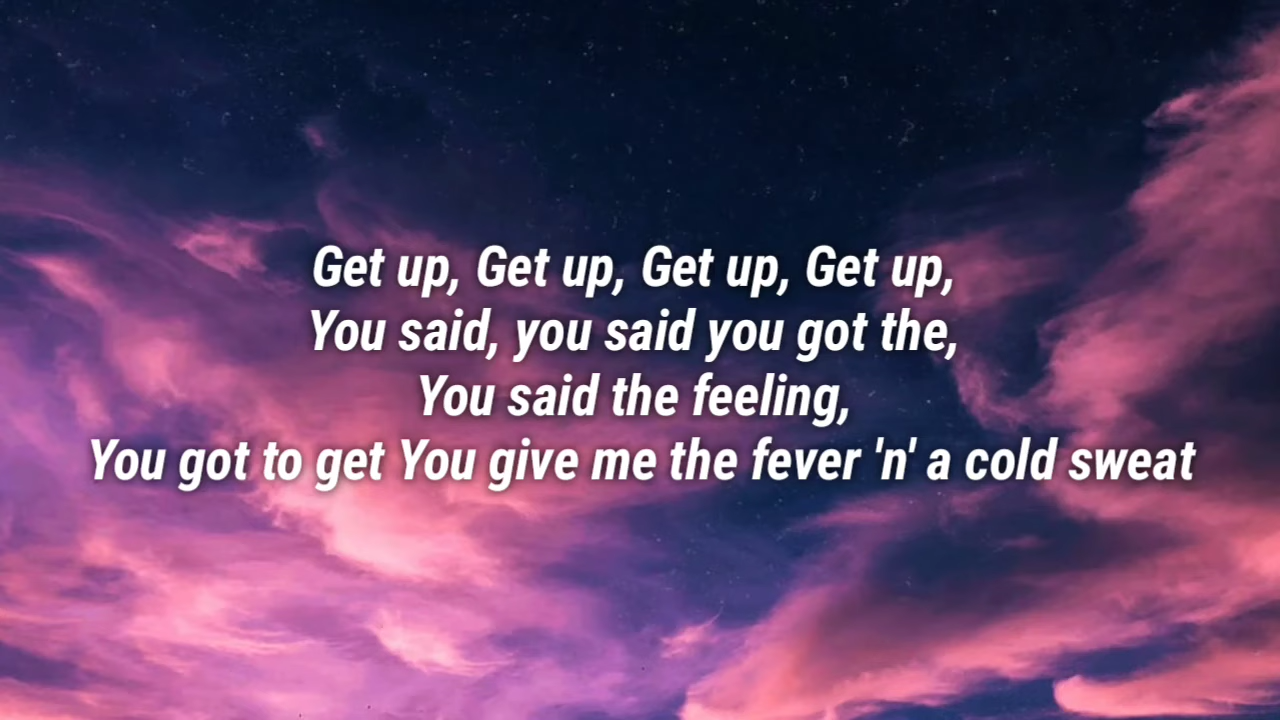 Get up, Get up, Get up, Get up,
You said, you said you got the,
You said the feeling,
You got to get You give me the fever 'n' a cold sweat